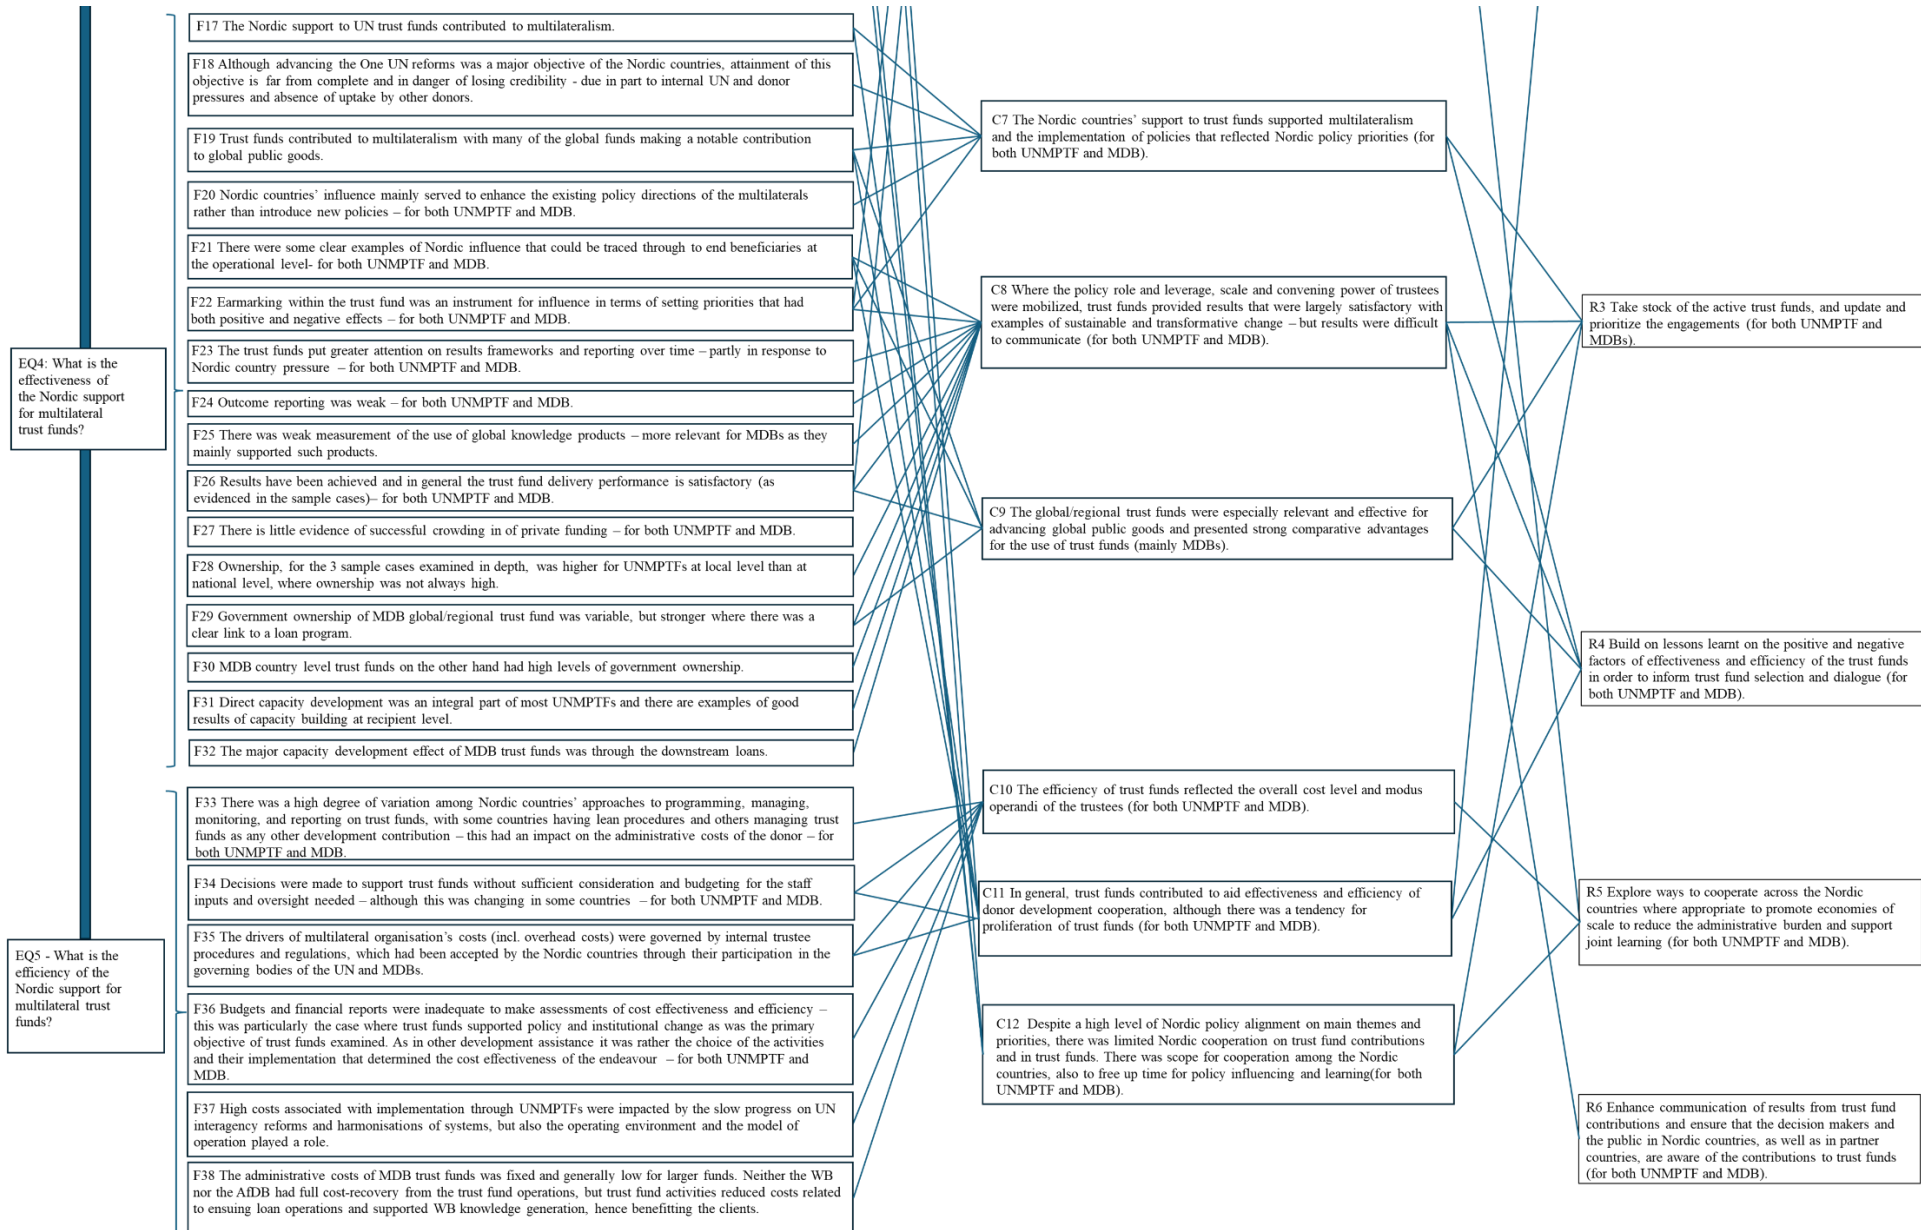 F17 The Nordic support to UN trust funds contributed to multilateralism.
F18 Although advancing the One UN reforms was a major objective of the Nordic countries, attainment of this
objective is far from complete and in danger of losing credibility - due in part to internal UN and donor
pressures and absence of uptake by other donors.
F19 Trust funds contributed to multilateralism with many of the global funds making a notable contribution
to global public goods.
F20 Nordic countries' influence mainly served to enhance the existing policy directions of the multilaterals
rather than introduce new policies – for both UNMPTF and MDB.
F21 There were some clear examples of Nordic influence that could be traced through to end beneficiaries at
the operational level- for both UNMPTF and MDB.
F22 Earmarking within the trust fund was an instrument for influence in terms of setting priorities that had
both positive and negative effects – for both UNMPTF and MDB.
F23 The trust funds put greater attention on results frameworks and reporting over time – partly in response to
Nordic country pressure – for both UNMPTF and MDB.
EQ4: What is the
effectiveness of
the Nordic support
for multilateral
trust funds?
F24 Outcome reporting was weak – for both UNMPTF and MDB.
F25 There was weak measurement of the use of global knowledge products – more relevant for MDBs as they
mainly supported such products.
F26 Results have been achieved and in general the trust fund delivery performance is satisfactory (as
evidenced in the sample cases)– for both UNMPTF and MDB.
F27 There is little evidence of successful crowding in of private funding – for both UNMPTF and MDB.
F28 Ownership, for the 3 sample cases examined in depth, was higher for UNMPTFs at local level than at
national level, where ownership was not always high.
F29 Government ownership of MDB global/regional trust fund was variable, but stronger where there was a
clear link to a loan program.
F30 MDB country level trust funds on the other hand had high levels of government ownership.
F31 Direct capacity development was an integral part of most UNMPTFs and there are examples of good
results of capacity building at recipient level.
F32 The major capacity development effect of MDB trust funds was through the downstream loans.
F33 There was a high degree of variation among Nordic countries' approaches to programming, managing,
monitoring, and reporting on trust funds, with some countries having lean procedures and others managing trust
funds as any other development contribution – this had an impact on the administrative costs of the donor – for
both UNMPTF and MDB.
F34 Decisions were made to support trust funds without sufficient consideration and budgeting for the staff
inputs and oversight needed – although this was changing in some countries – for both UNMPTF and MDB.
F35 The drivers of multilateral organisation's costs (incl. overhead costs) were governed by internal trustee
procedures and regulations, which had been accepted by the Nordic countries through their participation in the
governing bodies of the UN and MDBs.
EQ5 - What is the
efficiency of the
Nordic support for
multilateral trust
funds?
F36 Budgets and financial reports were inadequate to make assessments of cost effectiveness and efficiency –
this was particularly the case where trust funds supported policy and institutional change as was the primary
objective of trust funds examined. As in other development assistance it was rather the choice of the activities
and their implementation that determined the cost effectiveness of the endeavour – for both UNMPTF and
MDB.
F37 High costs associated with implementation through UNMPTFs were impacted by the slow progress on UN
interagency reforms and harmonisations of systems, but also the operating environment and the model of
operation played a role.
F38 The administrative costs of MDB trust funds was fixed and generally low for larger funds. Neither the WB
nor the AfDB had full cost-recovery from the trust fund operations, but trust fund activities reduced costs related
to ensuing loan operations and supported WB knowledge generation, hence benefitting the clients.
C7 The Nordic countries' support to trust funds supported multilateralism
and the implementation of policies that reflected Nordic policy priorities (for
both UNMPTF and MDB).
C8 Where the policy role and leverage, scale and convening power of trustees
were mobilized, trust funds provided results that were largely satisfactory with
examples of sustainable and transformative change – but results were difficult
to communicate (for both UNMPTF and MDB).
C9 The global/regional trust funds were especially relevant and effective for
advancing global public goods and presented strong comparative advantages
for the use of trust funds (mainly MDBs).
C10 The efficiency of trust funds reflected the overall cost level and modus
operandi of the trustees (for both UNMPTF and MDB).
C11 In general, trust funds contributed to aid effectiveness and efficiency of
donor development cooperation, although there was a tendency for
proliferation of trust funds (for both UNMPTF and MDB).
C12 Despite a high level of Nordic policy alignment on main themes and
priorities, there was limited Nordic cooperation on trust fund contributions
and in trust funds. There was scope for cooperation among the Nordic
countries, also to free up time for policy influencing and learning(for both
UNMPTF and MDB).
R3 Take stock of the active trust funds, and update and
prioritize the engagements (for both UNMPTF and
MDBs).
R4 Build on lessons learnt on the positive and negative
factors of effectiveness and efficiency of the trust funds
in order to inform trust fund selection and dialogue (for
both UNMPTF and MDB).
R5 Explore ways to cooperate across the Nordic
countries where appropriate to promote economies of
scale to reduce the administrative burden and support
joint learning (for both UNMPTF and MDB).
R6 Enhance communication of results from trust fund
contributions and ensure that the decision makers and
the public in Nordic countries, as well as in partner
countries, are aware of the contributions to trust funds
(for both UNMPTF and MDB).